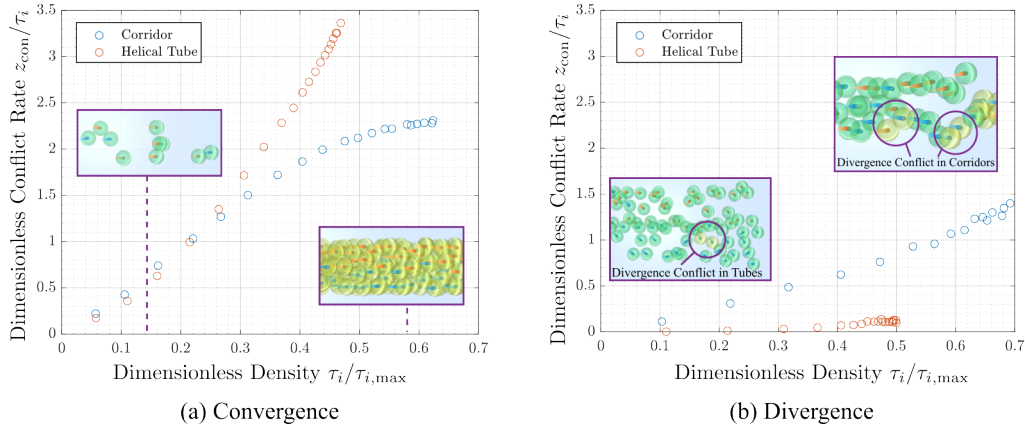 3.5
3
2.5
2
1.5
1
0.5
0
Dimensionless Conflict Rate z_con/τ_i
Corridor
Helical Tube
0 0.1 0.2 0.3 0.4 0.5 0.6 0.7
Dimensionless Density τ_i/τ_i,max
(a) Convergence
3.5
3
2.5
2
1.5
1
0.5
0
Dimensionless Conflict Rate z_con/τ_i
Corridor
Helical Tube
Divergence Conflict in Corridors
Divergence Conflict in Tubes
0 0.1 0.2 0.3 0.4 0.5 0.6 0.7
Dimensionless Density τ_i/τ_i,max
(b) Divergence